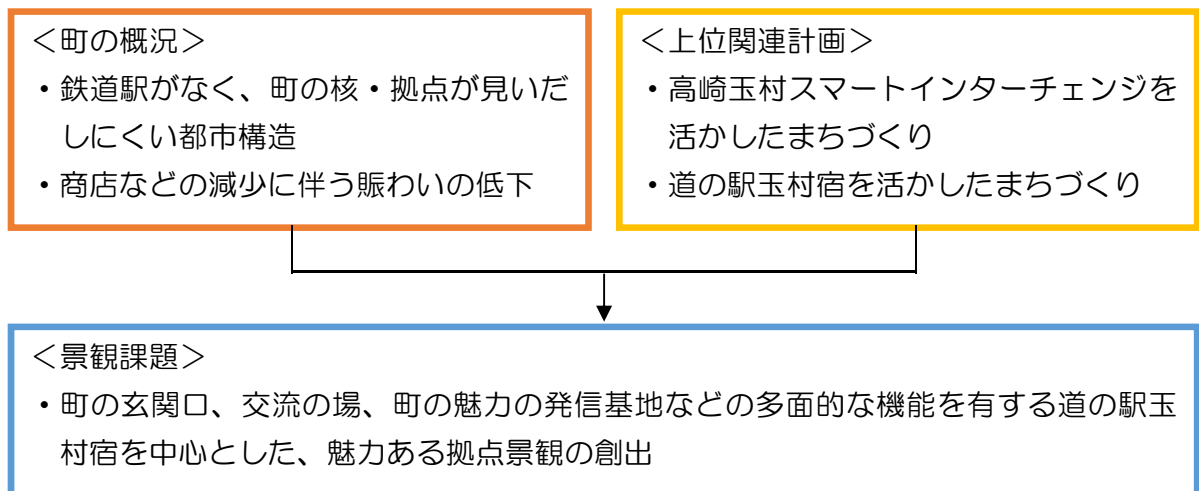 ＜町の概況＞
・鉄道駅がなく、町の核・拠点が見いだ
しにくい都市構造
・商店などの減少に伴う賑わいの低下
＜上位関連計画＞
・高崎玉村スマートインターチェンジを
活かしたまちづくり
・道の駅玉村宿を活かしたまちづくり
＜景観課題＞
・町の玄関口、交流の場、町の魅力の発信基地などの多面的な機能を有する道の駅玉
村宿を中心とした、魅力ある拠点景観の創出